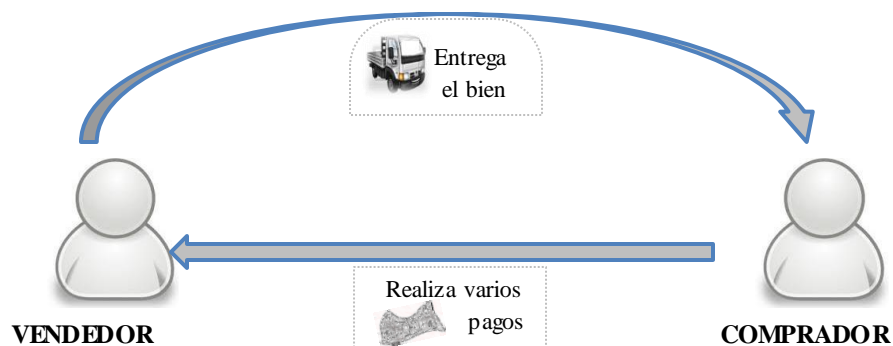 Entrega
el bien
Realiza varios
pagos
VENDEDOR
COMPRADOR